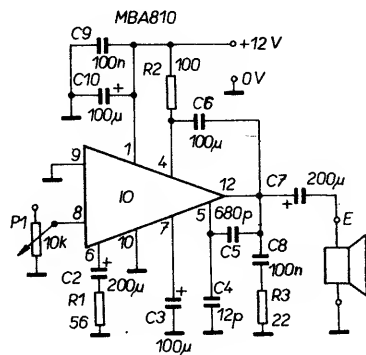 MBA810
C9
100n
+12V
R2
100
0V
C10
+
100µ
C6
100µ
1
4
9
IO
12
C7
200µ
+
8
P1
10k
6
10
7
5
680p
C5
E
C2
200µ
+
C8
100n
R1
56
C3
+
100µ
C4
12p
R3
22